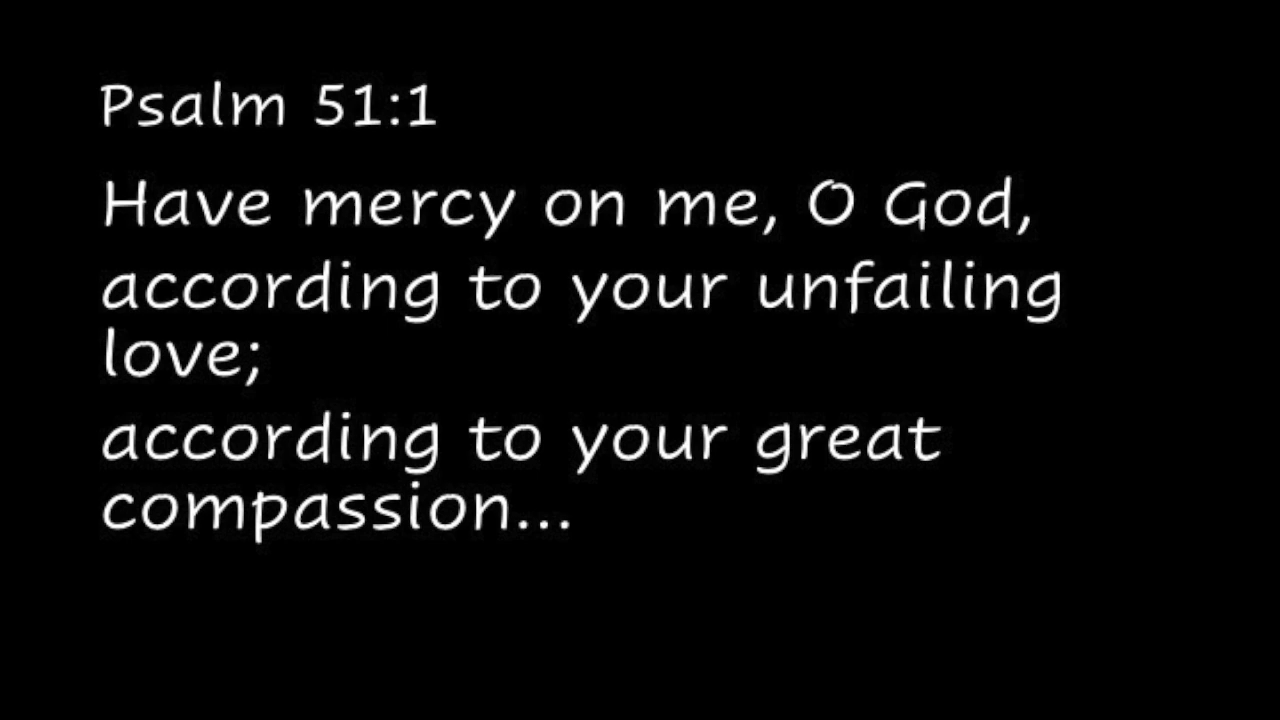 Psalm 51:1
Have mercy on me, O God,
according to your unfailing
love;
according to your great
compassion...